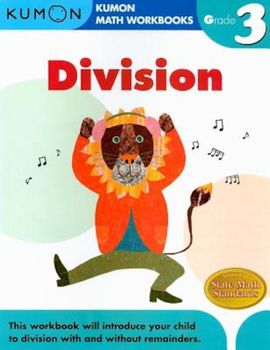 KUMON
KUMON
MATH WORKBOOKS
Grade 3
Division
State Math
Standards
This workbook will introduce your child
to division with and without remainders.